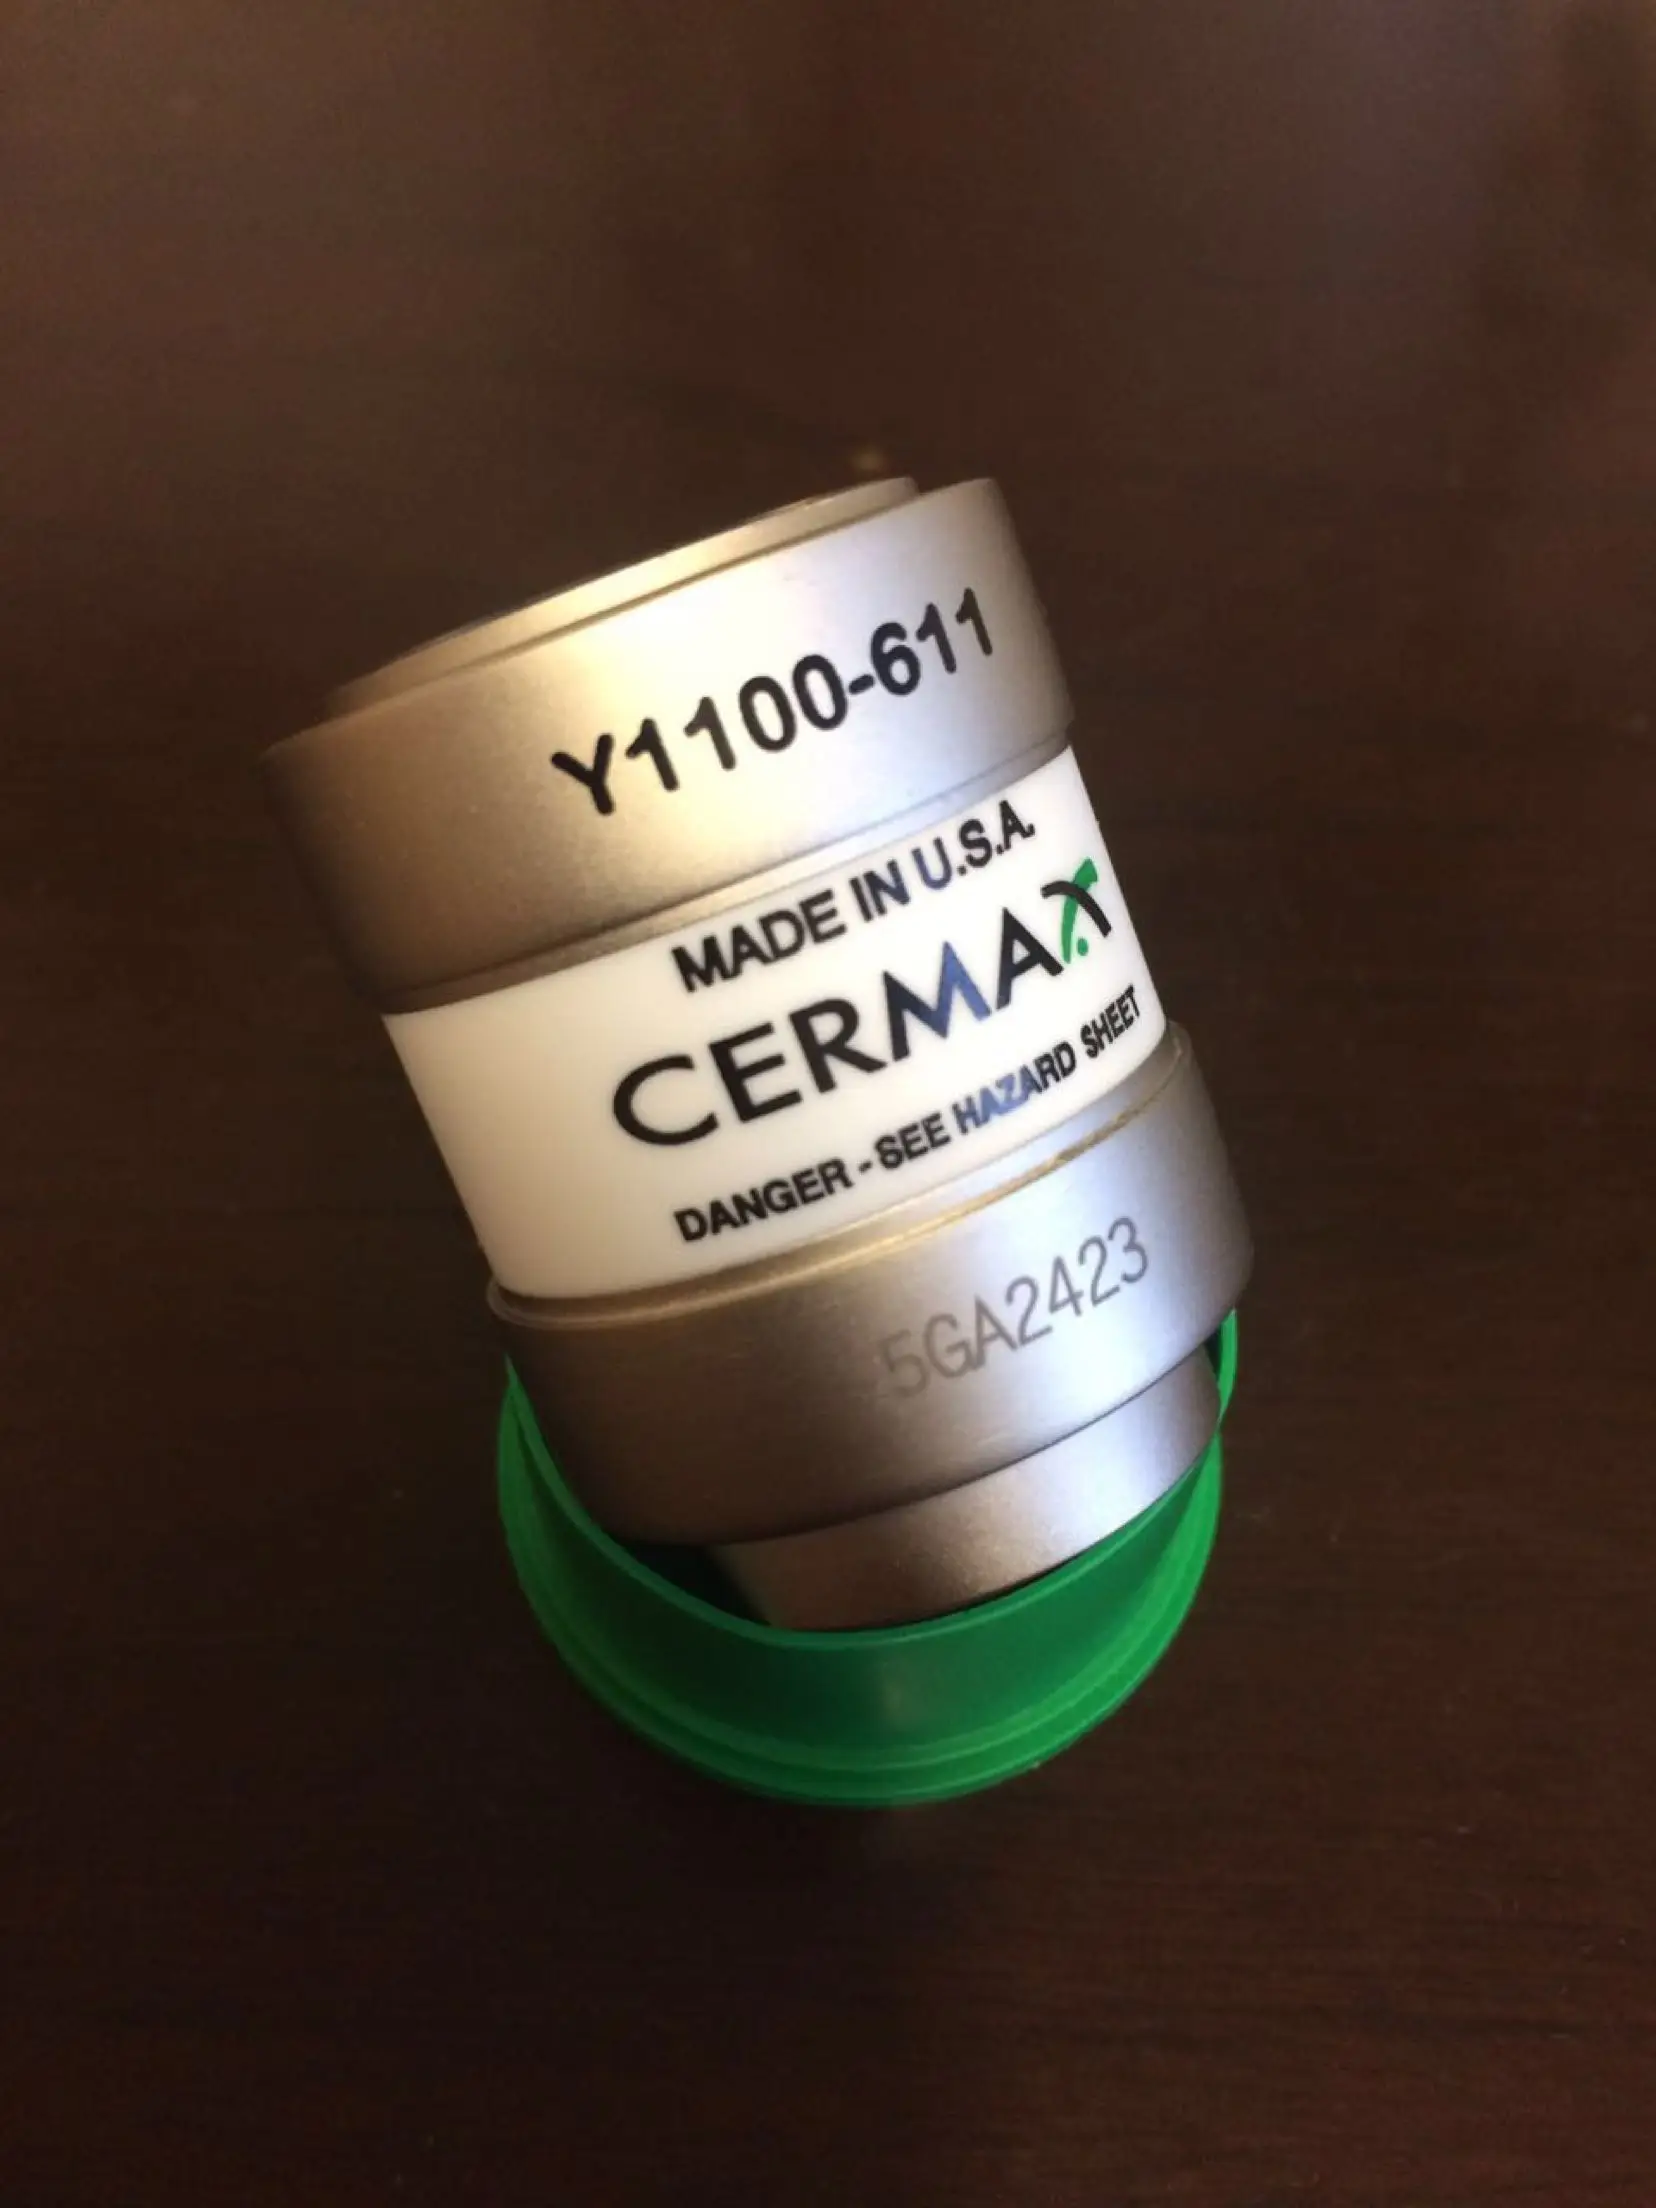 Y1100-611
MADE IN U.S.A.
CERMAX
DANGER - SEE HAZARD SHEET
5GA2423